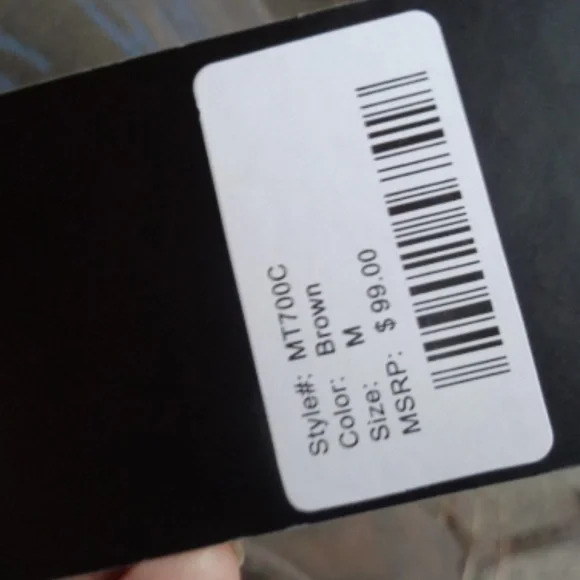 Style#: MT700C
Color: Brown
Size: M
MSRP: $99.00